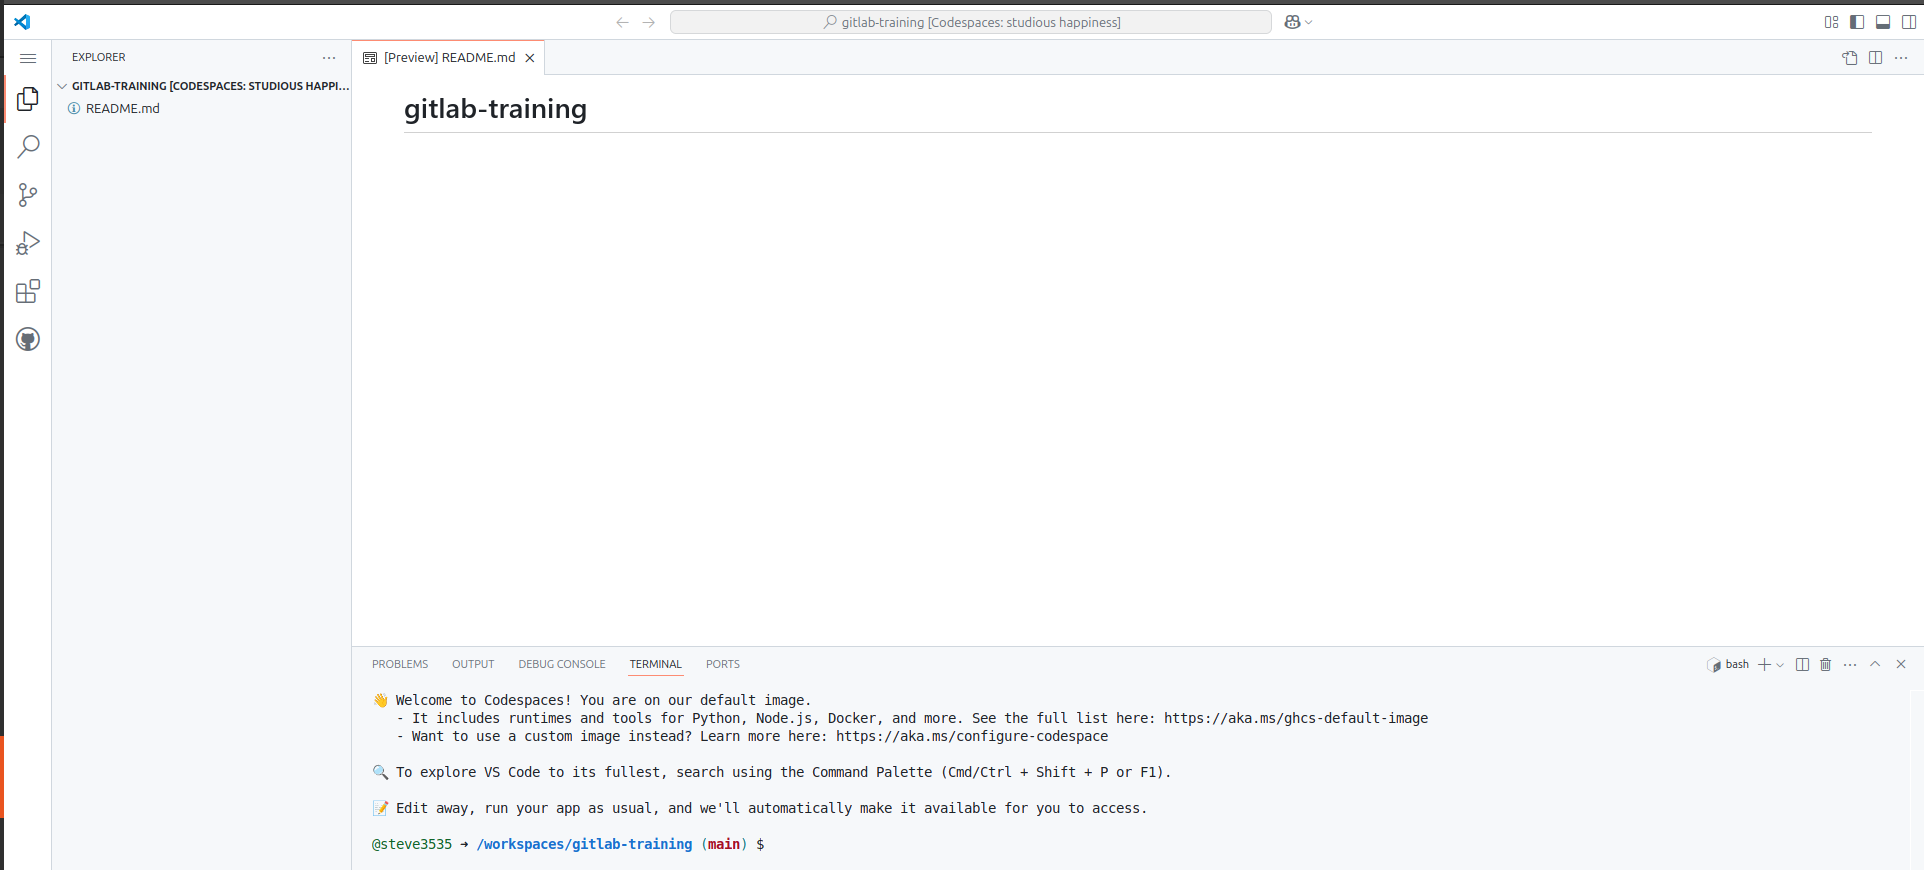 gitlab-training [Codespaces: studious happiness]
EXPLORER
GITLAB-TRAINING [CODESPACES: STUDIOUS HAPPI...
README.md
[Preview] README.md
gitlab-training
PROBLEMS OUTPUT DEBUG CONSOLE TERMINAL PORTS
bash
👋 Welcome to Codespaces! You are on our default image.
- It includes runtimes and tools for Python, Node.js, Docker, and more. See the full list here: https://aka.ms/ghcs-default-image
- Want to use a custom image instead? Learn more here: https://aka.ms/configure-codespace
🔍 To explore VS Code to its fullest, search using the Command Palette (Cmd/Ctrl + Shift + P or F1).
📝 Edit away, run your app as usual, and we'll automatically make it available for you to access.
@steve3535 ➜ /workspaces/gitlab-training (main) $